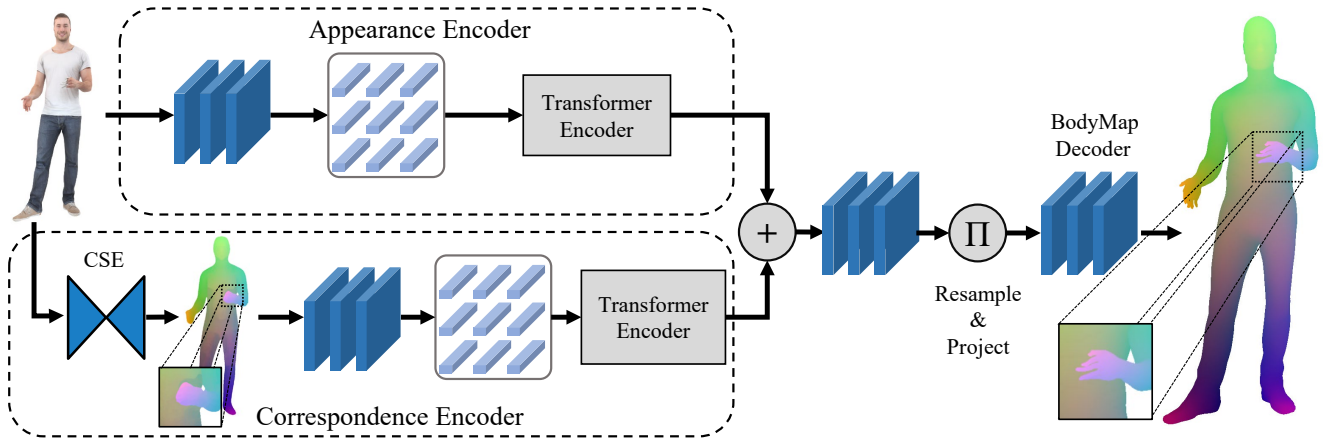 Appearance Encoder
Transformer
Encoder
CSE
Transformer
Encoder
Correspondence Encoder
+
Π
Resample
&
Project
BodyMap
Decoder